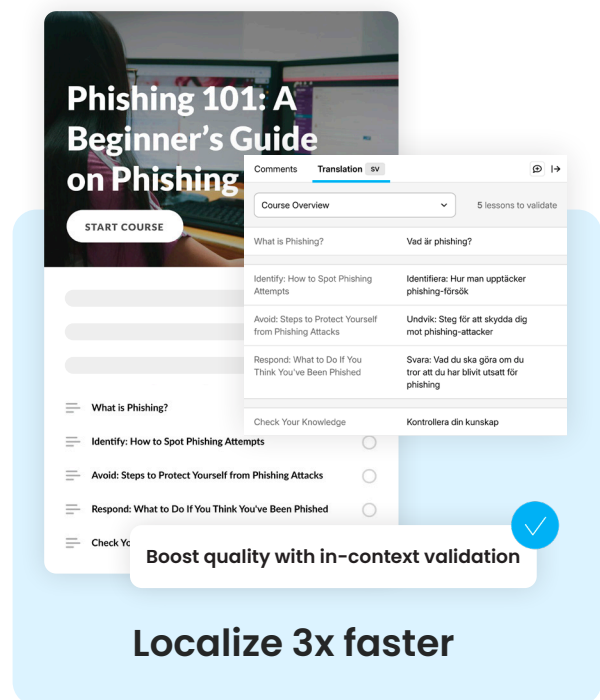 Phishing 101: A
Beginner's Guide
on Phishing
START COURSE
Comments Translation SV
Course Overview 5 lessons to validate
What is Phishing? Vad är phishing?
Identify: How to Spot Phishing Identifiera: Hur man upptäcker
Attempts phishing-försök
Avoid: Steps to Protect Yourself Undvik: Steg för att skydda dig
from Phishing Attacks mot phishing-attacker
Respond: What to Do If You Svara: Vad du ska göra om du
Think You've Been Phished tror att du har blivit utsatt för
phishing
Check Your Knowledge Kontrollera din kunskap
What is Phishing?
Identify: How to Spot Phishing Attempts
Avoid: Steps to Protect Yourself from Phishing Attacks
Respond: What to Do If You Think You've Been Phished
Check Yo
Boost quality with in-context validation
Localize 3x faster